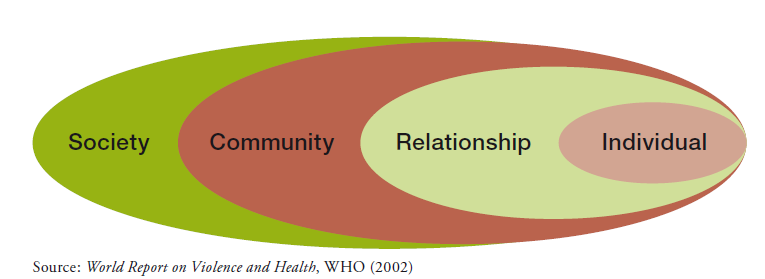 Society Community Relationship Individual
Source: World Report on Violence and Health, WHO (2002)